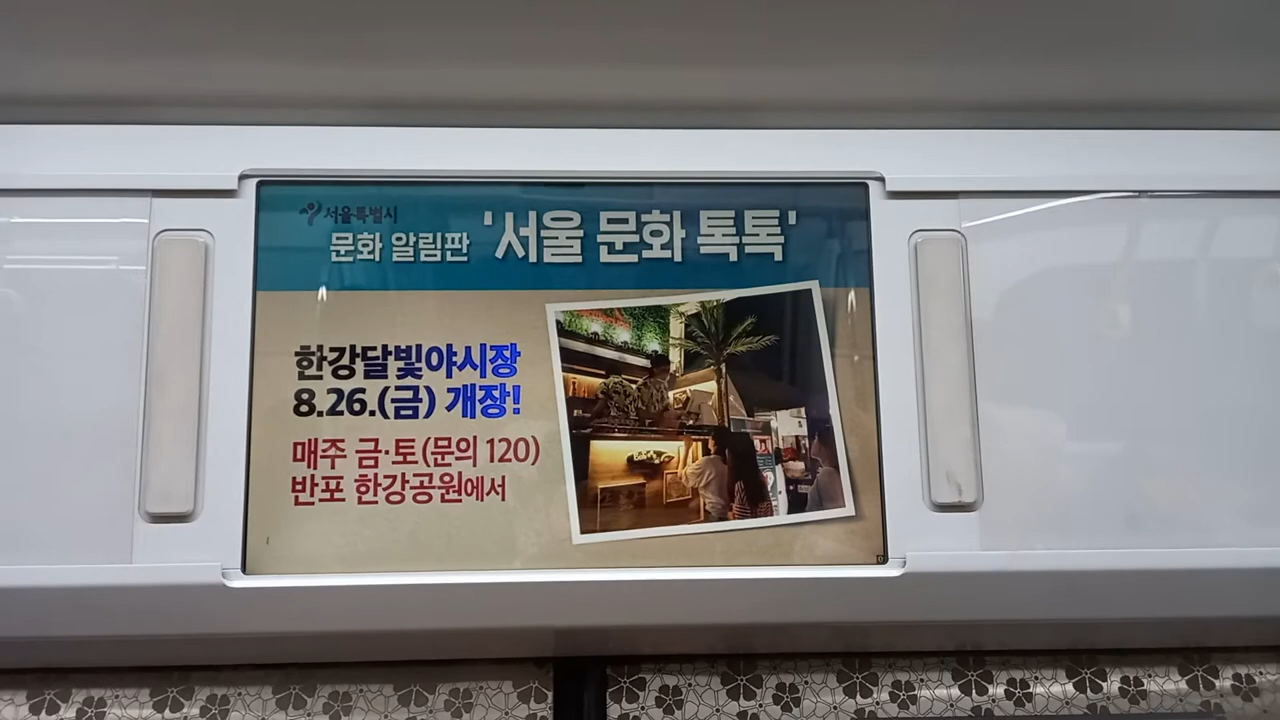 서울특별시
문화 알림판 '서울 문화 톡톡'
한강달빛야시장
8.26.(금) 개장!
매주 금·토(문의 120)
반포 한강공원에서